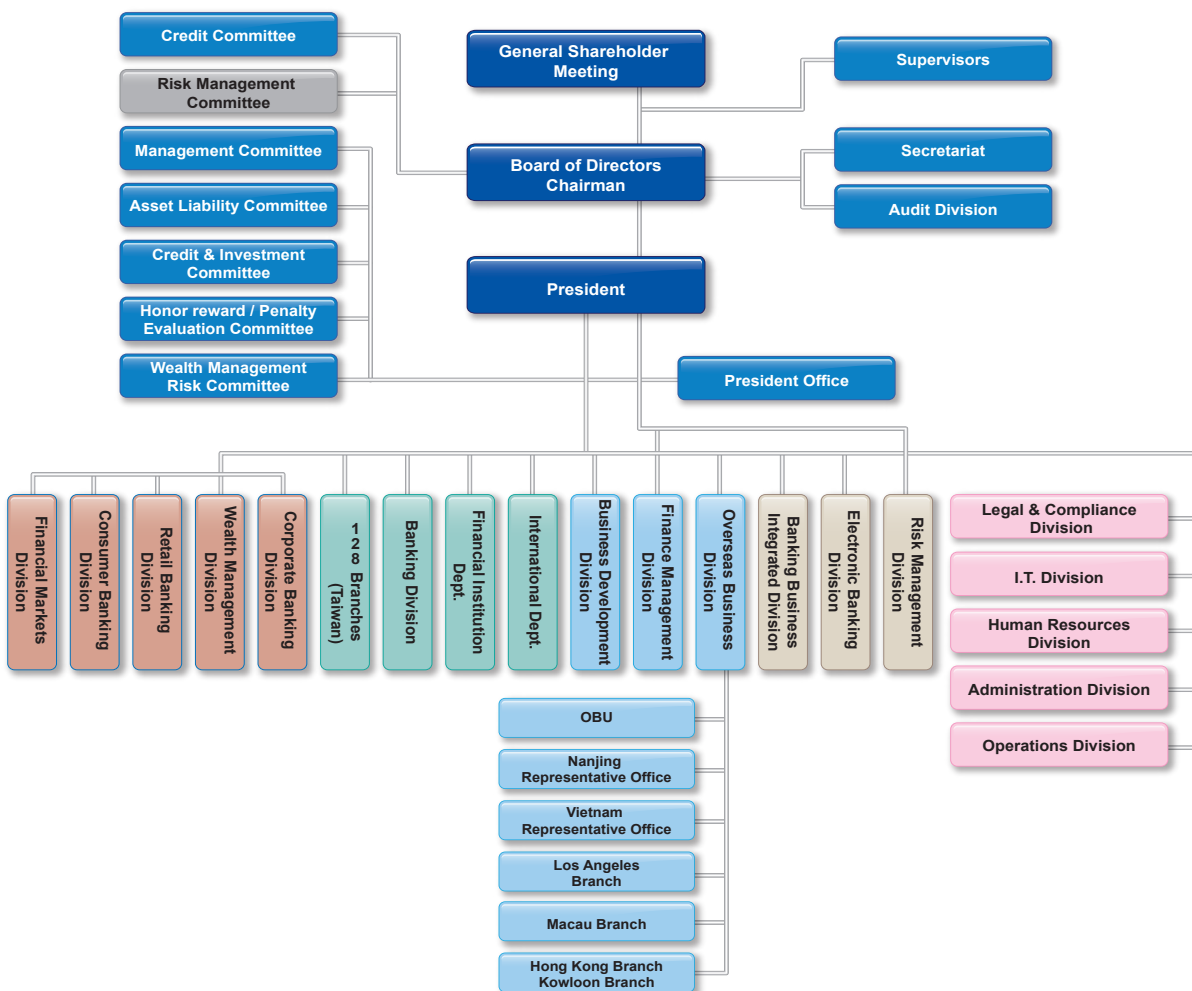 Credit Committee
Risk Management
Committee
Management Committee
Asset Liability Committee
Credit & Investment
Committee
Honor reward / Penalty
Evaluation Committee
Wealth Management
Risk Committee
General Shareholder
Meeting
Board of Directors
Chairman
President
Supervisors
Secretariat
Audit Division
President Office
Financial Markets
Division
Consumer Banking
Division
Retail Banking
Division
Wealth Management
Division
Corporate Banking
Division
128 Branches
(Taiwan)
Banking Division
Financial Institution
Dept.
International Dept.
Business Development
Division
Finance Management
Division
Overseas Business
Division
Banking Business
Integrated Division
Electronic Banking
Division
Risk Management
Division
Legal & Compliance
Division
I.T. Division
Human Resources
Division
Administration Division
Operations Division
OBU
Nanjing
Representative Office
Vietnam
Representative Office
Los Angeles
Branch
Macau Branch
Hong Kong Branch
Kowloon Branch